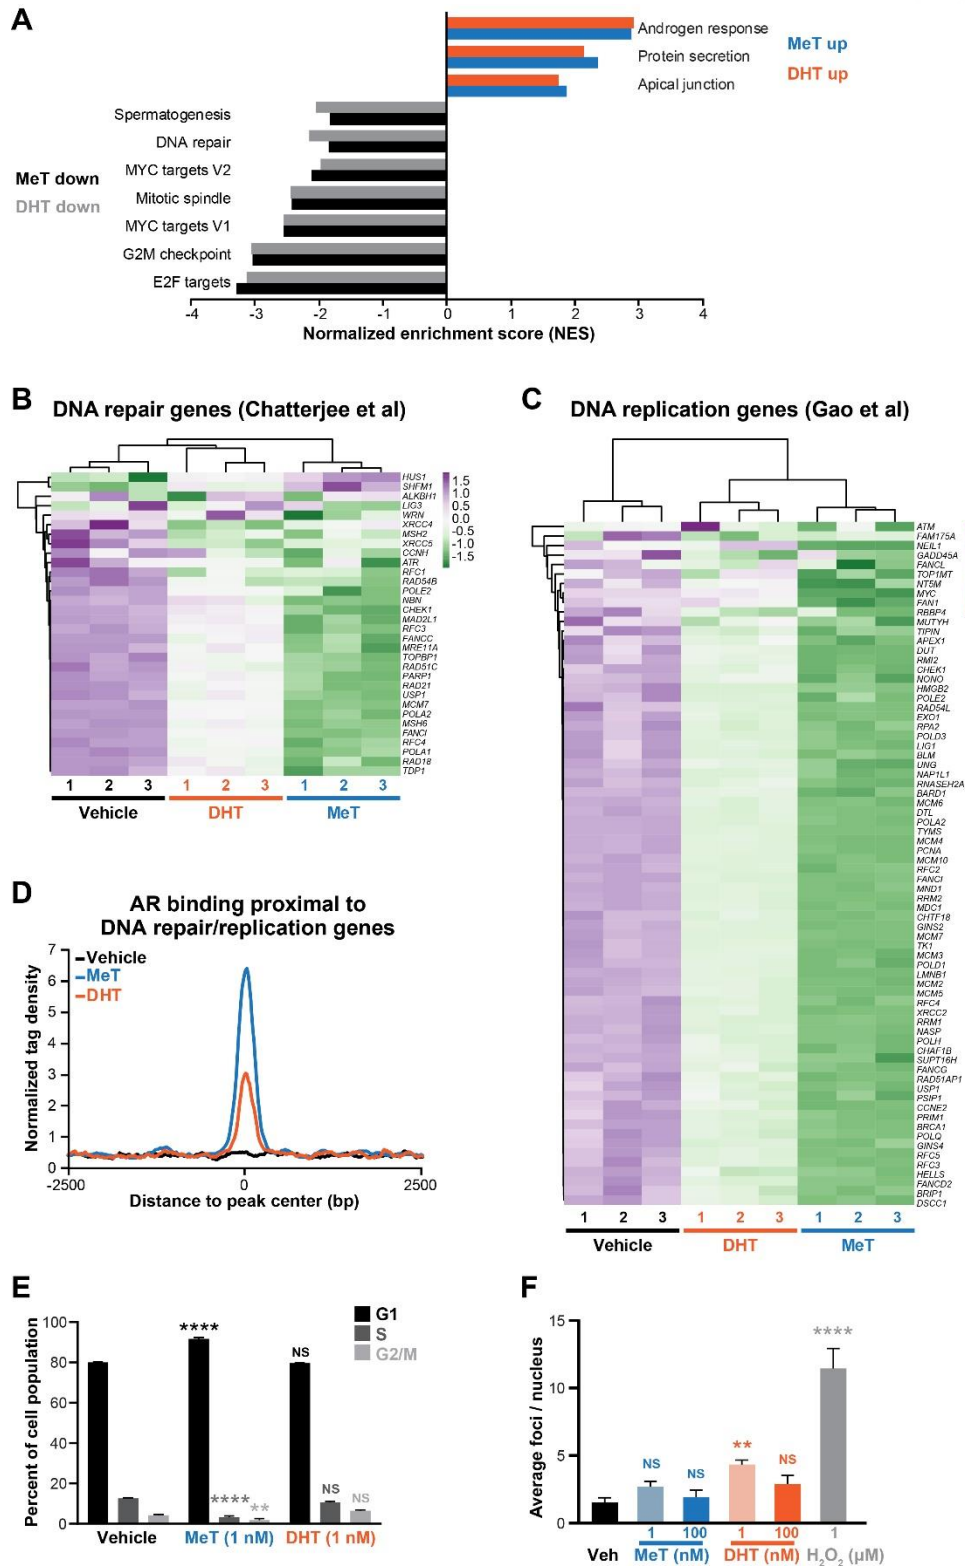 A
Androgen response
Protein secretion
Apical junction
MeT up
DHT up
Spermatogenesis
DNA repair
MYC targets V2
Mitotic spindle
MYC targets V1
G2M checkpoint
E2F targets
MeT down
DHT down
-4 -3 -2 -1 0 1 2 3 4
Normalized enrichment score (NES)
B
DNA repair genes (Chatterjee et al)
HUS1
SHFM1
ALKBH1
LIG3
WRN
XRCC4
MSH2
XRCC5
CCNH
ATR
RFC1
RAD54B
POLE2
NBN
CHEK1
MAD2L1
RFC3
FANCC
MRE11A
TOPBP1
RAD51C
PARP1
RAD21
USP1
MCM7
POLA2
MSH6
FANCI
RFC4
POLA1
RAD18
TDP1
1.5
1.0
0.5
0.0
-0.5
-1.0
-1.5
1 2 3 1 2 3 1 2 3
Vehicle DHT MeT
C
DNA replication genes (Gao et al)
ATM
FAM175A
NEIL1
GADD45A
FANCL
TOP1MT
NT5M
MYC
FAN1
RBBP4
MUTYH
TIPIN
APEX1
DUT
RMI2
CHEK1
NONO
HMGB2
POLE2
RAD54L
EXO1
RPA2
POLD3
LIG1
BLM
UNG
NAP1L1
RNASEH2A
BARD1
MCM6
DTL
POLA2
TYMS
MCM4
PCNA
MCM10
RFC2
FANCI
MND1
RRM2
MDC1
CHTF18
GINS2
MCM7
TK1
MCM3
POLD1
LMNB1
MCM2
MCM5
RFC4
XRCC2
RRM1
NASP
POLH
CHAF1B
SUPT16H
FANCG
RAD51AP1
USP1
PSIP1
CCNE2
PRIM1
BRCA1
POLQ
GINS4
RFC5
RFC3
HELLS
FANCD2
BRIP1
DSCC1
1 2 3 1 2 3 1 2 3
Vehicle DHT MeT
D
AR binding proximal to
DNA repair/replication genes
Vehicle
MeT
DHT
Normalized tag density
7
6
5
4
3
2
1
0
-2500 0 2500
Distance to peak center (bp)
E
G1
S
G2/M
Percent of cell population
100
80
60
40
20
0
****
****
**
NS
NS
NS
Vehicle MeT (1 nM) DHT (1 nM)
F
Average foci / nucleus
15
10
5
0
NS
NS
**
NS
****
1 100 1 100 1
Veh MeT (nM) DHT (nM) H₂O₂ (µM)